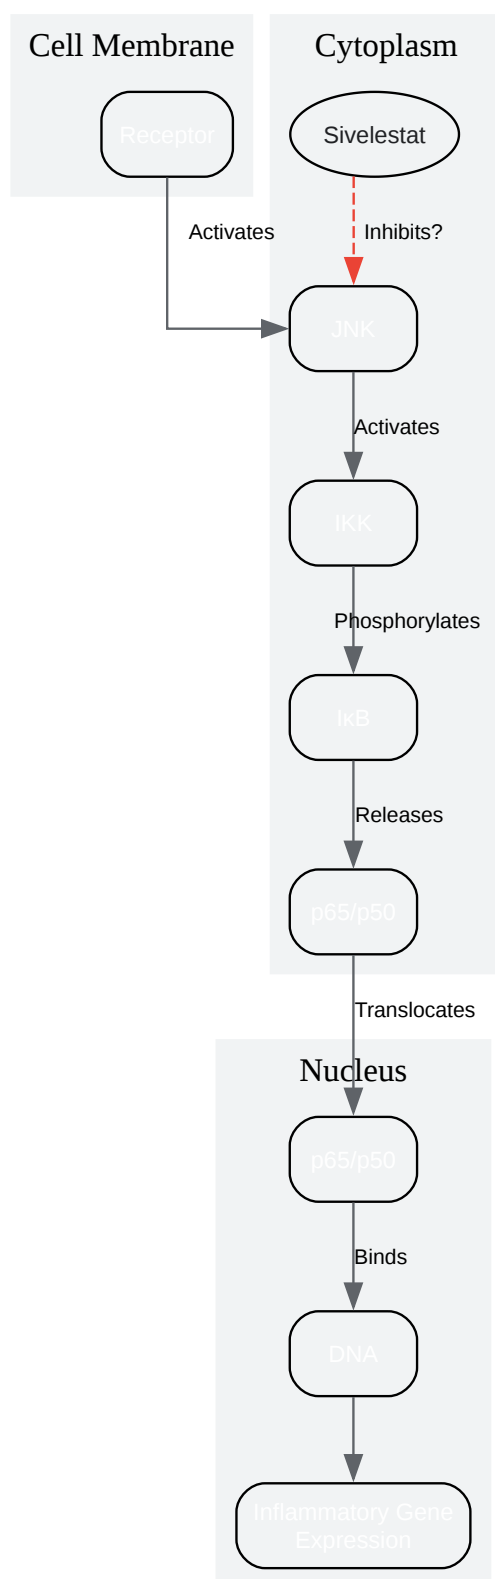 Cell Membrane
Cytoplasm
Receptor
Sivelestat
Activates
Inhibits?
JNK
Activates
IKK
Phosphorylates
IκB
Releases
p65/p50
Translocates
Nucleus
p65/p50
Binds
DNA
Inflammatory Gene
Expression